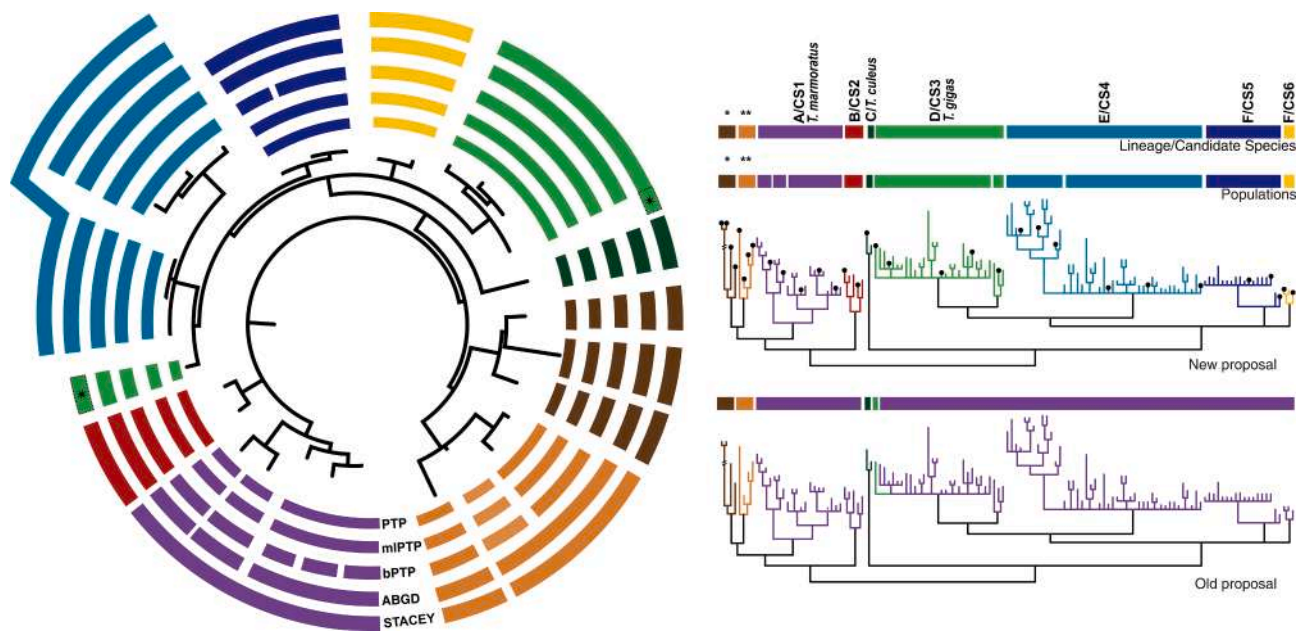 PTP
mlPTP
bPTP
ABGD
STACEY
*
*
* ** A/CS1 T. marmoratus B/CS2 C/T. culeus D/CS3 T. gigas E/CS4 F/CS5 F/CS6
Lineage/Candidate Species
* **
Populations
New proposal
Old proposal